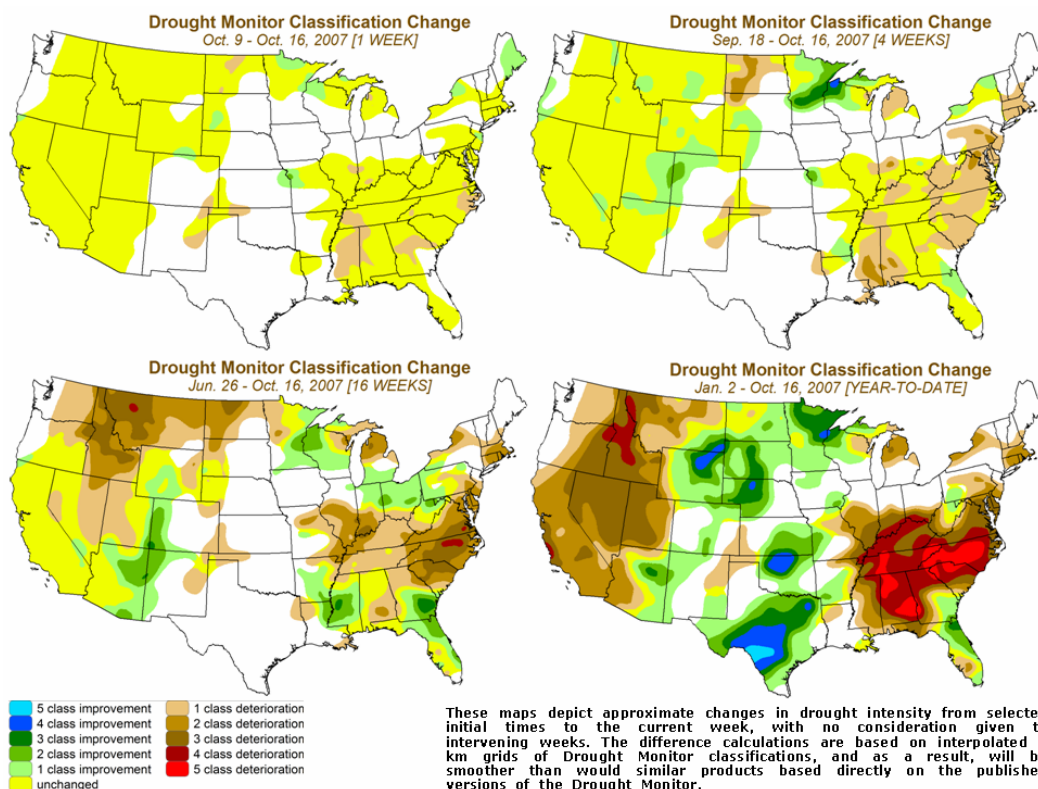 Drought Monitor Classification Change
Oct. 9 - Oct. 16, 2007 [1 WEEK]
Drought Monitor Classification Change
Sep. 18 - Oct. 16, 2007 [4 WEEKS]
Drought Monitor Classification Change
Jun. 26 - Oct. 16, 2007 [16 WEEKS]
Drought Monitor Classification Change
Jan. 2 - Oct. 16, 2007 [YEAR-TO-DATE]
5 class improvement
4 class improvement
3 class improvement
2 class improvement
1 class improvement
unchanged
1 class deterioration
2 class deterioration
3 class deterioration
4 class deterioration
5 class deterioration
These maps depict approximate changes in drought intensity from selecte
initial times to the current week, with no consideration given t
intervening weeks. The difference calculations are based on interpolated
km grids of Drought Monitor classifications, and as a result, will b
smoother than would similar products based directly on the publishe
versions of the Drought Monitor.